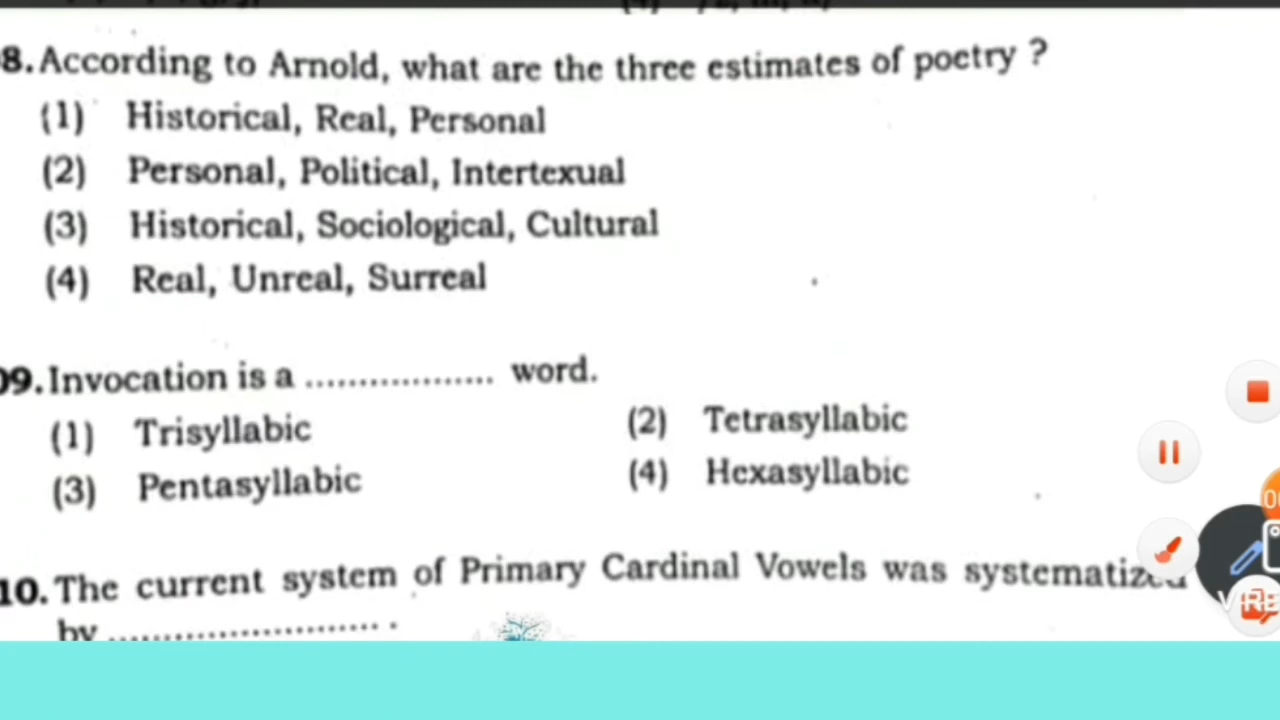 8. According to Arnold, what are the three estimates of poetry ?
(1) Historical, Real, Personal
(2) Personal, Political, Intertexual
(3) Historical, Sociological, Cultural
(4) Real, Unreal, Surreal
09. Invocation is a .................. word.
(1) Trisyllabic (2) Tetrasyllabic
(3) Pentasyllabic (4) Hexasyllabic
10. The current system of Primary Cardinal Vowels was systematized
by ......................... .